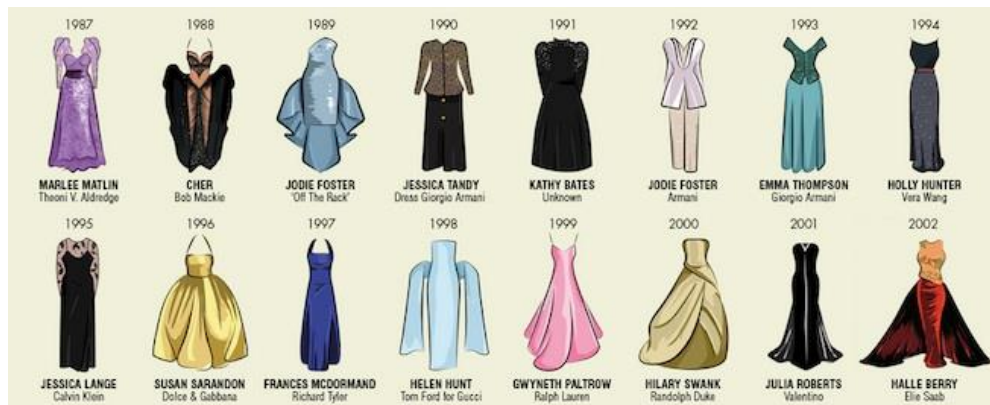 1987 1988 1989 1990 1991 1992 1993 1994
MARLEE MATLIN CHER JODIE FOSTER JESSICA TANDY KATHY BATES JODIE FOSTER EMMA THOMPSON HOLLY HUNTER
Theoni V. Aldredge Bob Mackie 'Off The Rack' Dress Giorgio Armani Unknown Armani Giorgio Armani Vera Wang
1995 1996 1997 1998 1999 2000 2001 2002
JESSICA LANGE SUSAN SARANDON FRANCES MCDORMAND HELEN HUNT GWYNETH PALTROW HILARY SWANK JULIA ROBERTS HALLE BERRY
Calvin Klein Dolce & Gabbana Richard Tyler Tom Ford for Gucci Ralph Lauren Randolph Duke Valentino Elie Saab